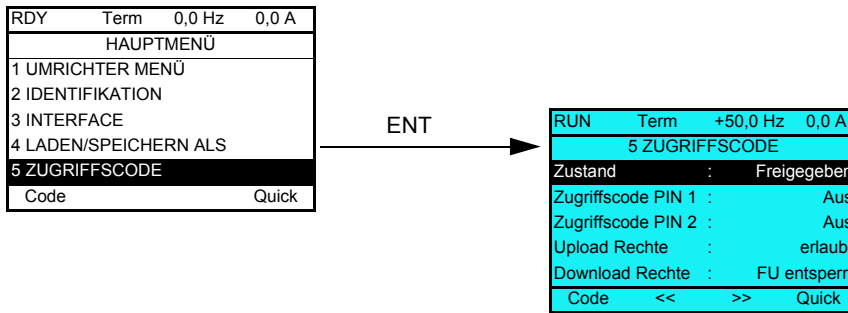 RDY Term 0,0 Hz 0,0 A
HAUPTMENÜ
1 UMRICHTER MENÜ
2 IDENTIFIKATION
3 INTERFACE
4 LADEN/SPEICHERN ALS
5 ZUGRIFFSCODE
Code Quick
ENT
RUN Term +50,0 Hz 0,0 A
5 ZUGRIFFSCODE
Zustand : Freigegeben
Zugriffscode PIN 1 : Aus
Zugriffscode PIN 2 : Aus
Upload Rechte : erlaub
Download Rechte : FU entsperr
Code << >> Quick